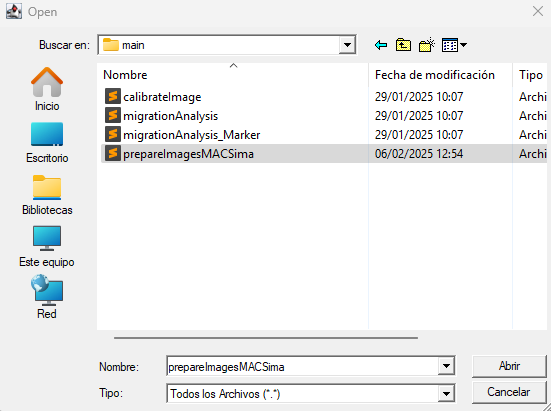 Open
Buscar en: main
Nombre Fecha de modificación Tipo
calibrateImage 29/01/2025 10:07 Archi
migrationAnalysis 29/01/2025 10:07 Archi
migrationAnalysis_Marker 29/01/2025 10:07 Archi
prepareImagesMACSima 06/02/2025 12:54 Archi
Inicio
Escritorio
Bibliotecas
Este equipo
Red
Nombre: prepareImagesMACSima Abrir
Tipo: Todos los Archivos (*.*) Cancelar